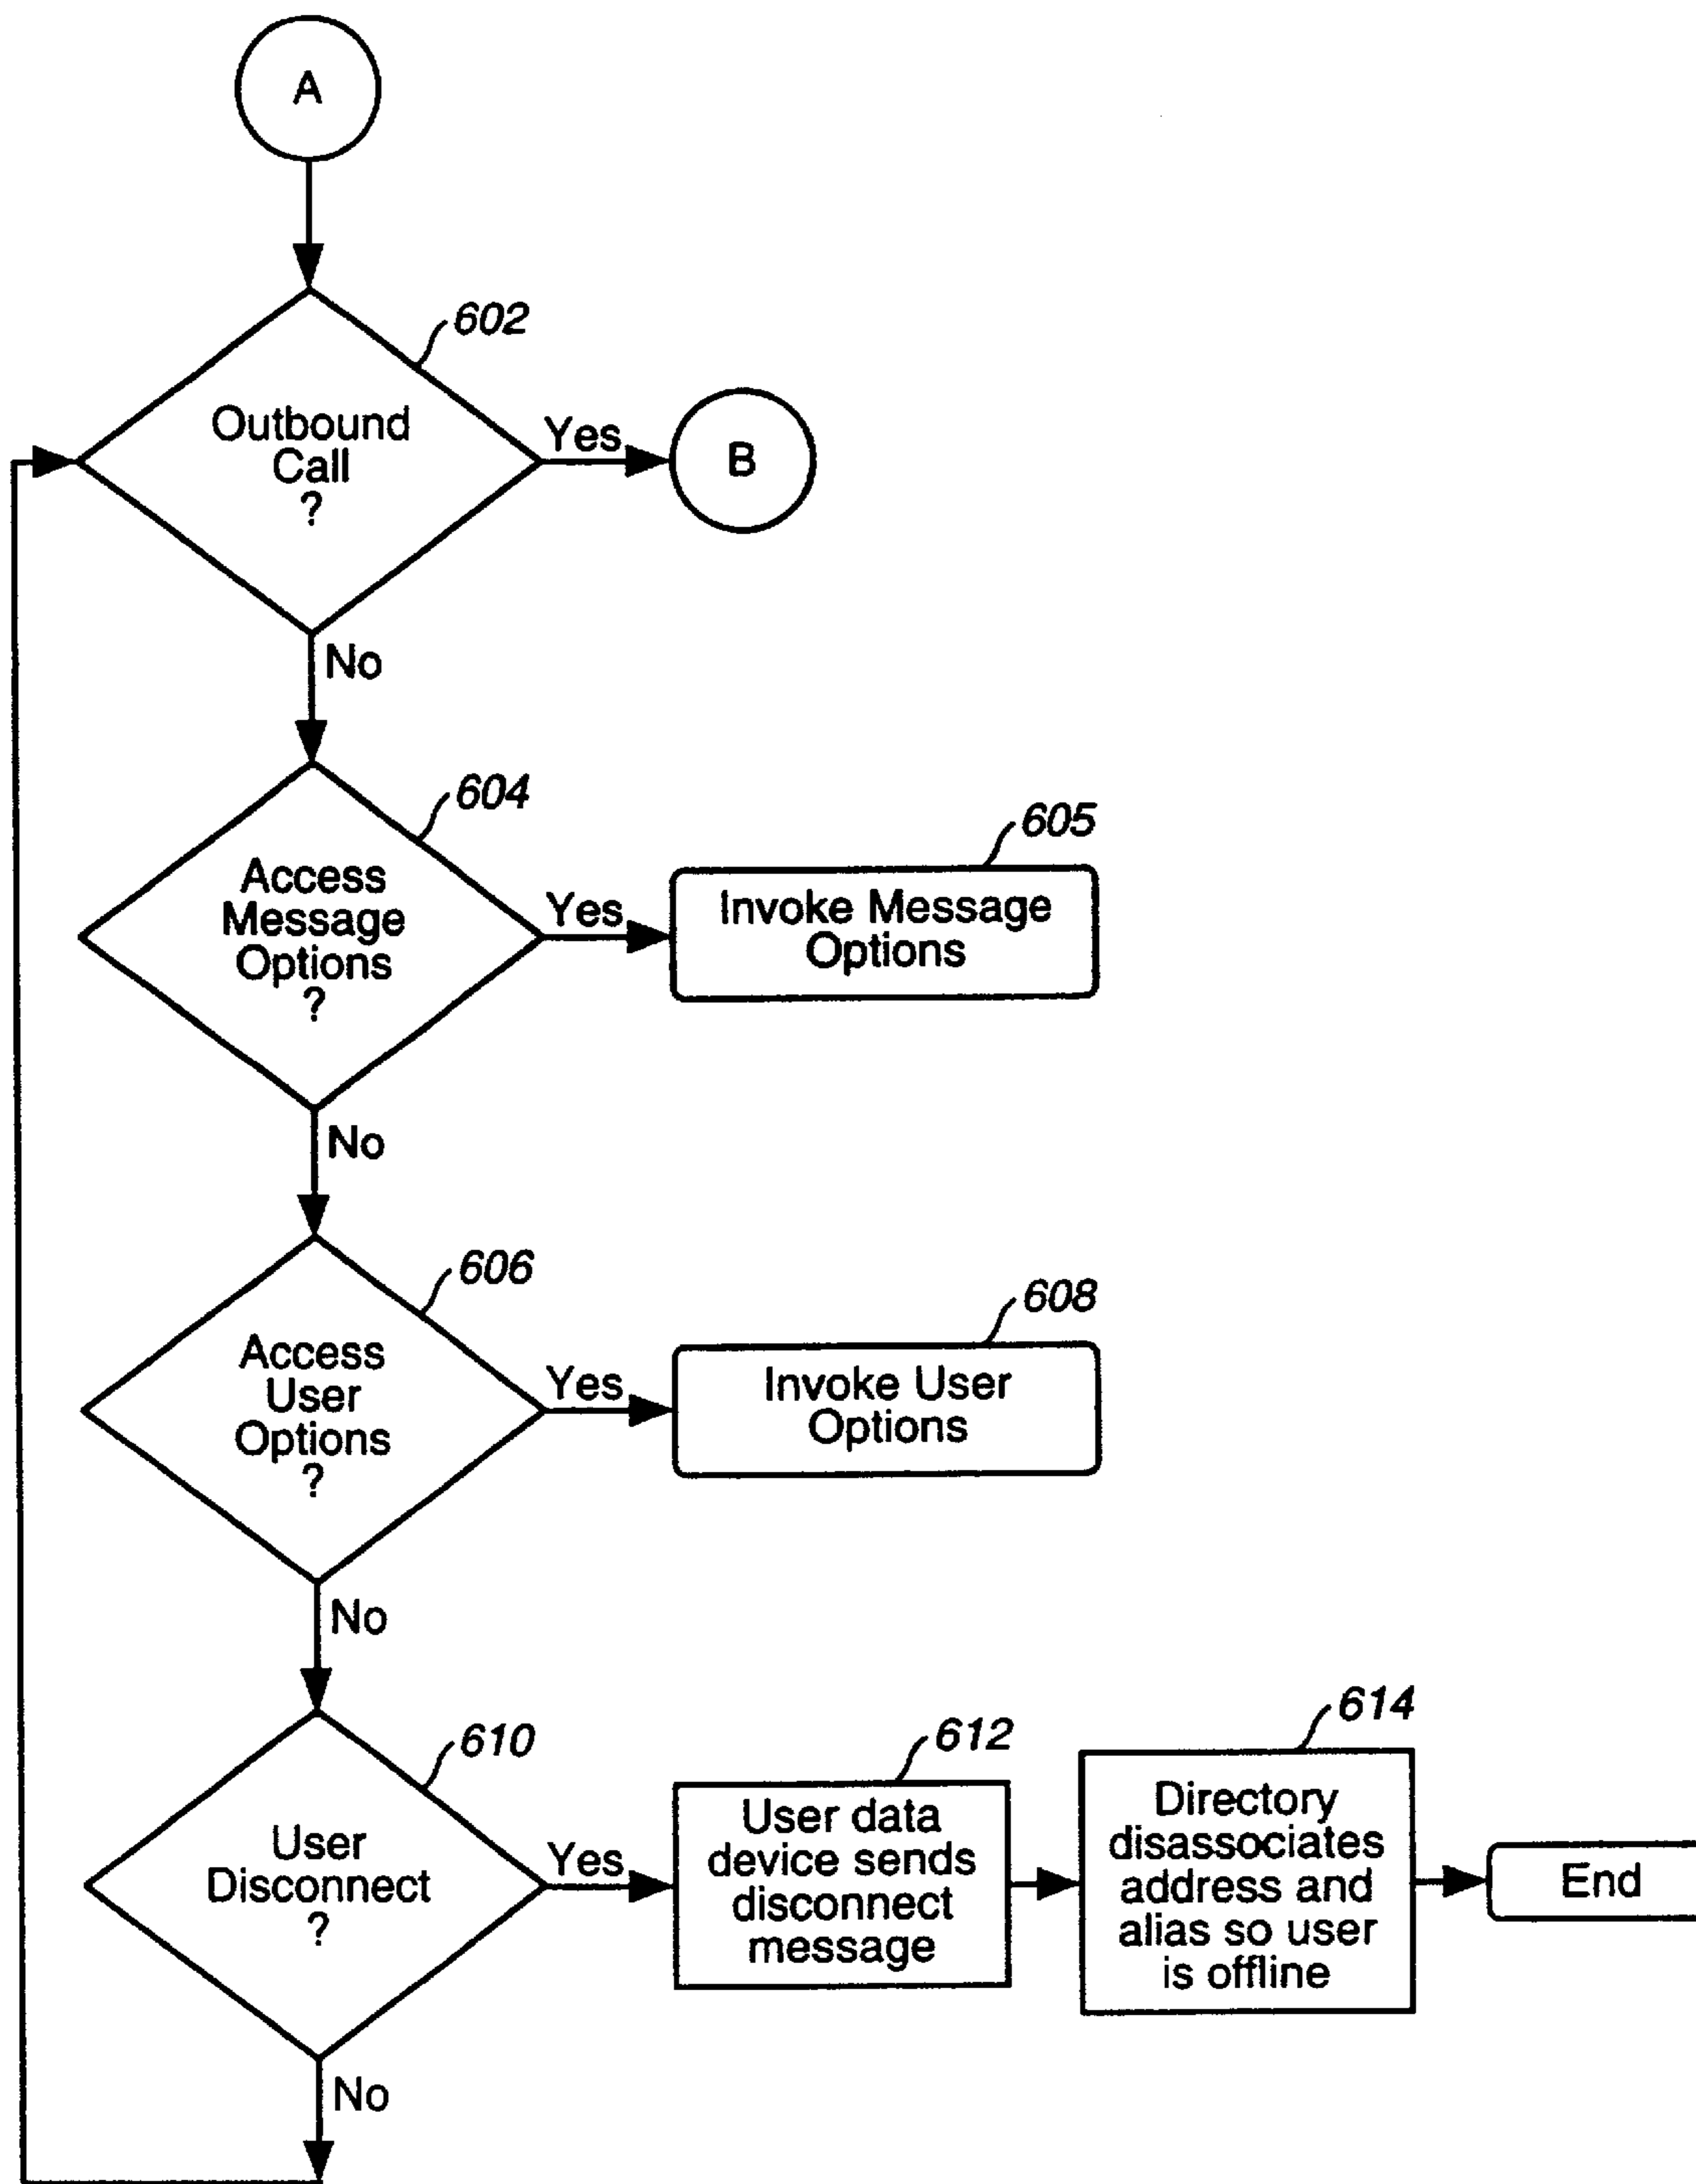 A
602
Outbound
Call
?
Yes
B
No
604
Access
Message
Options
?
Yes
605
Invoke Message
Options
No
606
Access
User
Options
?
Yes
608
Invoke User
Options
No
610
User
Disconnect
?
Yes
612
User data
device sends
disconnect
message
614
Directory
disassociates
address and
alias so user
is offline
End
No